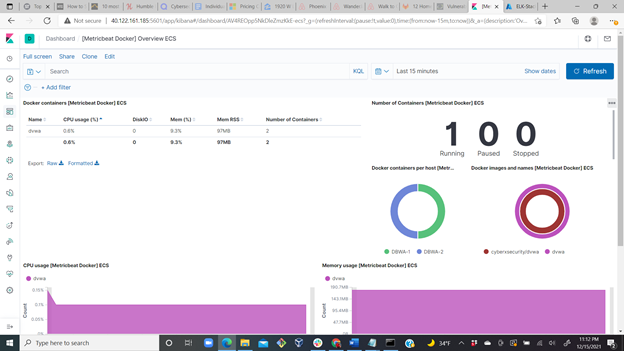 Top
How to
10 most
Humble
Cyberse
Individu
Pricing
1920 W
Phoenix
Wander
Walk to
12 Horri
Vulnera
[Me
ELK-Stac
Not secure
40.122.161.185:5601/app/kibana#/dashboard/AV4REOpp5NkDleZmzKkE-ecs?_g=(refreshInterval:(pause:!t,value:0),time:(from:now-15m,to:now))&_a=(description:'Ov...
D
Dashboard
[Metricbeat Docker] Overview ECS
Full screen
Share
Clone
Edit
Search
KQL
Last 15 minutes
Show dates
Refresh
+ Add filter
Docker containers [Metricbeat Docker] ECS
Name
CPU usage (%)
DiskIO
Mem (%)
Mem RSS
Number of Containers
dvwa
0.6%
0
9.3%
97MB
2
0.6%
0
9.3%
97MB
2
Export:
Raw
Formatted
Number of Containers [Metricbeat Docker] ECS
1
0
0
Running
Paused
Stopped
Docker containers per host [Metr...
DBWA-1
DBWA-2
Docker images and names [Metricbeat Docker] ECS
cyberxsecurity/dvwa
dvwa
CPU usage [Metricbeat Docker] ECS
dvwa
0.15%
0.1%
0.05%
Count
Memory usage [Metricbeat Docker] ECS
dvwa
190.7MB
143.1MB
95.4MB
47.7MB
Count
Type here to search
34°F
11:12 PM
12/15/2021